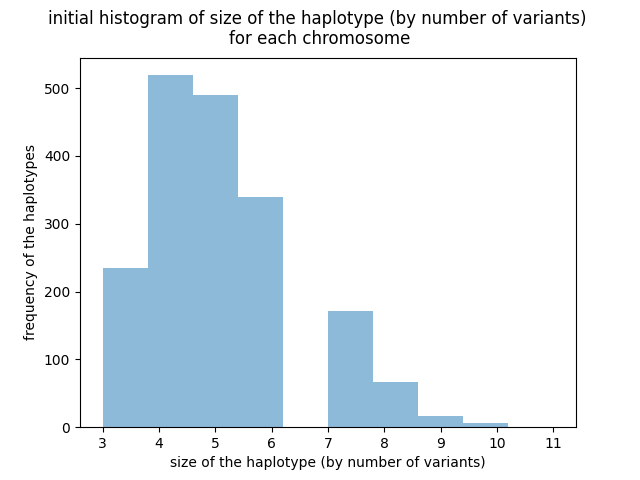 initial histogram of size of the haplotype (by number of variants)
for each chromosome
frequency of the haplotypes
500
400
300
200
100
0
3 4 5 6 7 8 9 10 11
size of the haplotype (by number of variants)